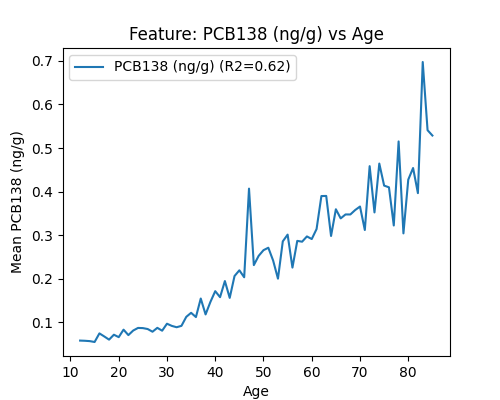 Feature: PCB138 (ng/g) vs Age
PCB138 (ng/g) (R2=0.62)
Mean PCB138 (ng/g)
0.7
0.6
0.5
0.4
0.3
0.2
0.1
10 20 30 40 50 60 70 80
Age